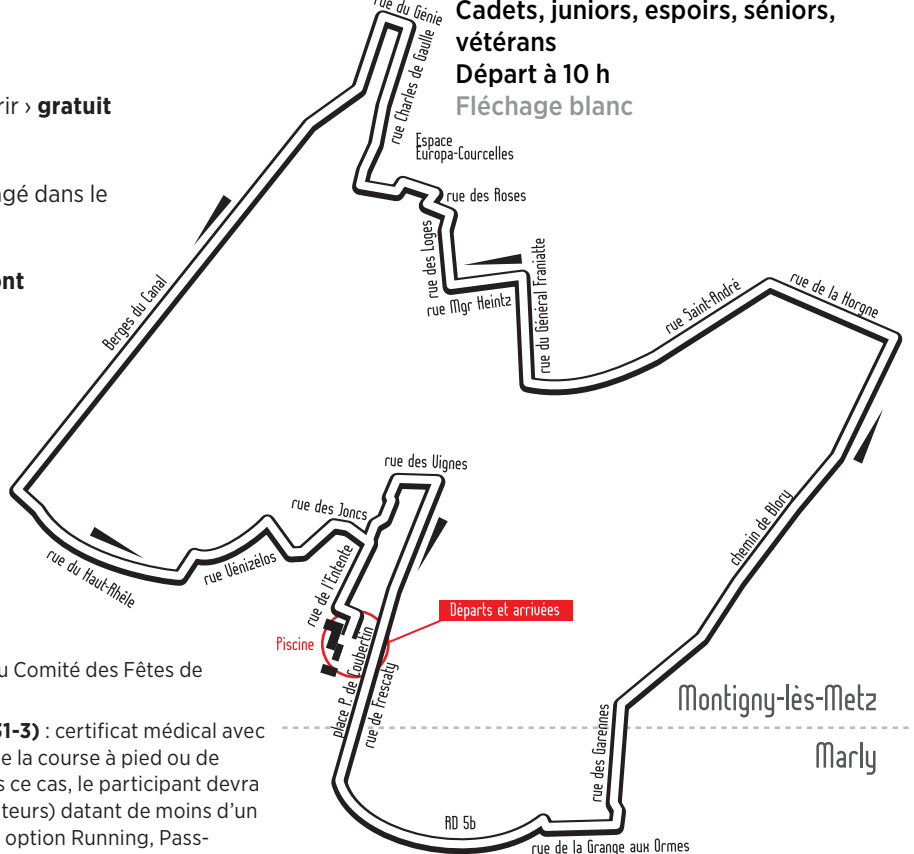 Cadets, juniors, espoirs, séniors,
vétérans
Départ à 10 h
Fléchage blanc
rir › gratuit
gé dans le
nt
rue du Génie
rue Charles de Gaulle
Espace
Europa-Courcelles
rue des Roses
rue des Loges
rue Mgr Heintz
rue du Général Franiatte
rue Saint-André
rue de la Horgne
Berges du Canal
chemin de Blory
rue des Vignes
rue des Joncs
rue du Haut-Rhêle
rue Vénizélos
rue de l'Entente
Départs et arrivées
Piscine
place P. de Coubertin
rue de Frescaty
Montigny-lès-Metz
Marly
rue des Garennes
RD 5b
rue de la Grange aux Ormes
u Comité des Fêtes de
31-3) : certificat médical avec
e la course à pied ou de
s ce cas, le participant devra
teurs) datant de moins d'un
option Running, Pass-